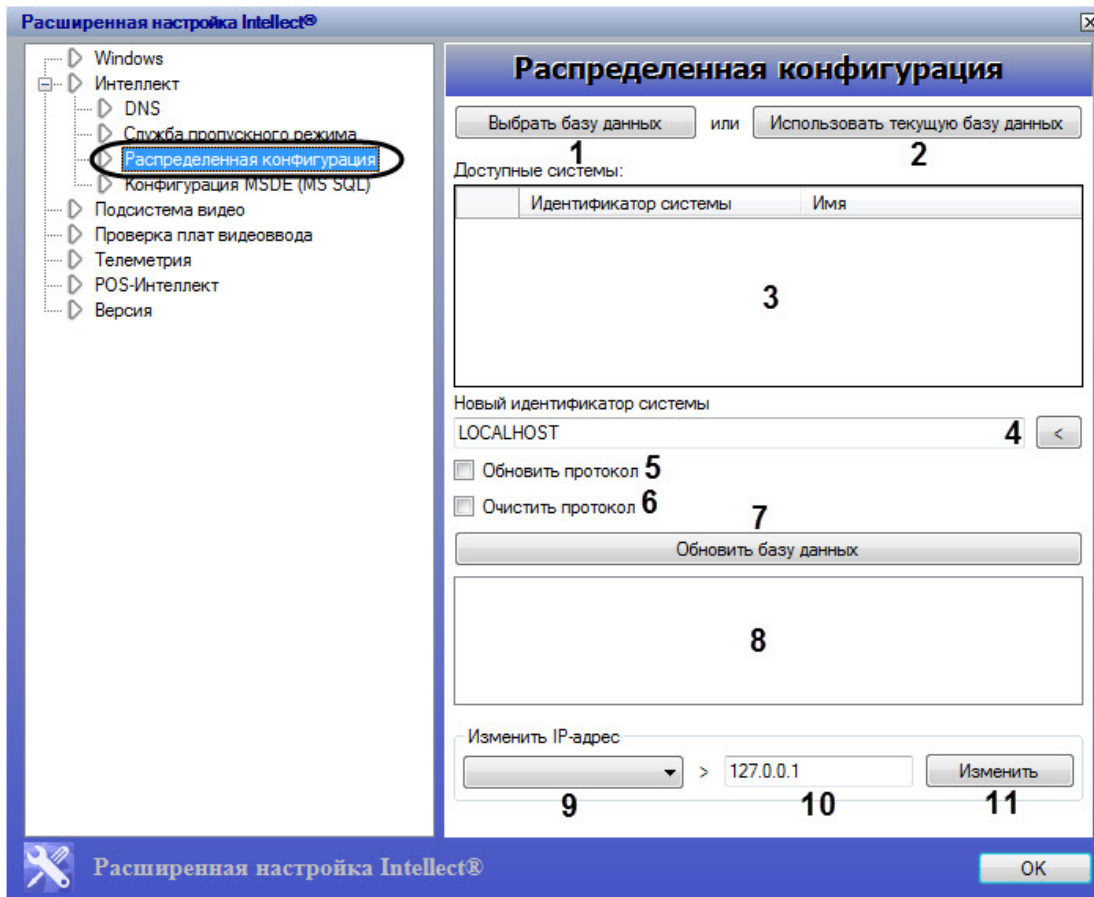 Расширенная настройка Intellect®
Windows
Интеллект
DNS
Служба пропускного режима
Распределенная конфигурация
Конфигурация MSDE (MS SQL)
Подсистема видео
Проверка плат видеоввода
Телеметрия
POS-Интеллект
Версия
Распределенная конфигурация
Выбрать базу данных или Использовать текущую базу данных
1 2
Доступные системы:
Идентификатор системы Имя
3
Новый идентификатор системы
LOCALHOST 4 <
Обновить протокол 5
Очистить протокол 6
7
Обновить базу данных
8
Изменить IP-адрес
> 127.0.0.1 Изменить
9 10 11
Расширенная настройка Intellect®
OK